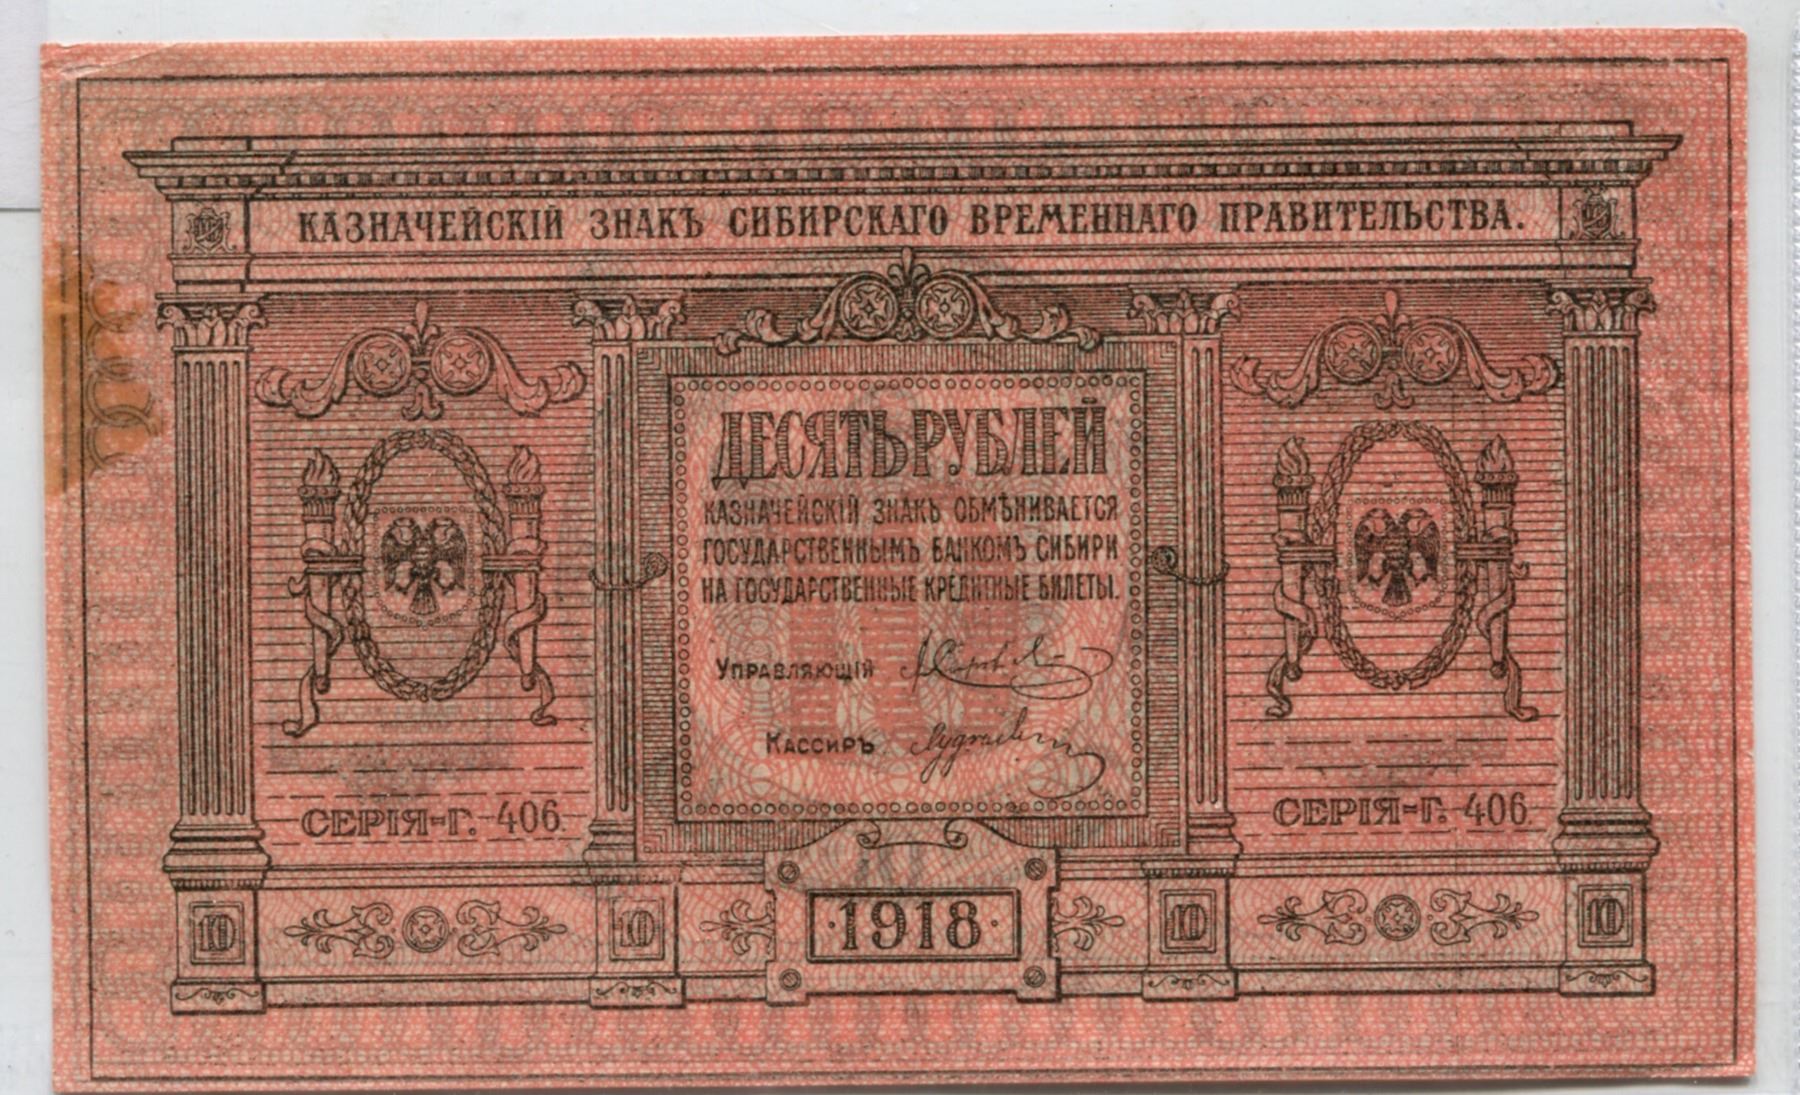 КАЗНАЧЕЙСКІЙ ЗНАКЪ СИБИРСКАГО ВРЕМЕННАГО ПРАВИТЕЛЬСТВА.
ДЕСЯТЬ РУБЛЕЙ
КАЗНАЧЕЙСКІЙ ЗНАКЪ ОБМѢНИВАЕТСЯ
ГОСУДАРСТВЕННЫМЪ БАНКОМЪ СИБИРИ
НА ГОСУДАРСТВЕННЫЕ КРЕДИТНЫЕ БИЛЕТЫ.
УПРАВЛЯЮЩІЙ
КАССИРЪ
СЕРІЯ-Г. 406.
СЕРІЯ-Г. 406.
10
10
·1918·
10
10